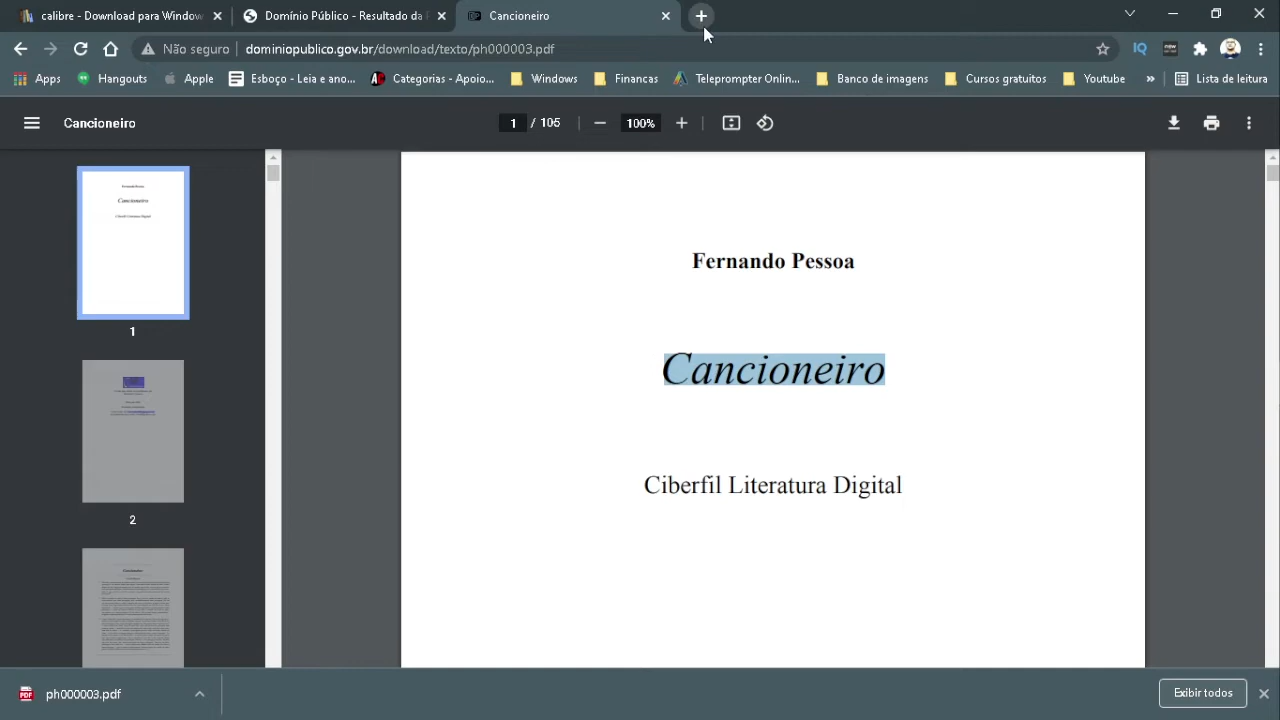 calibre - Download para Window
Domínio Público - Resultado da P
Cancioneiro
Não seguro
dominiopublico.gov.br/download/texto/ph000003.pdf
Apps
Hangouts
Apple
Esboço - Leia e ano...
Categorias - Apoio...
Windows
Finanças
Teleprompter Onlin...
Banco de imagens
Cursos gratuitos
Youtube
»
Lista de leitura
Cancioneiro
1 / 105
100%
Fernando Pessoa
Cancioneiro
Ciberfil Literatura Digital
1
2
ph000003.pdf
Exibir todos